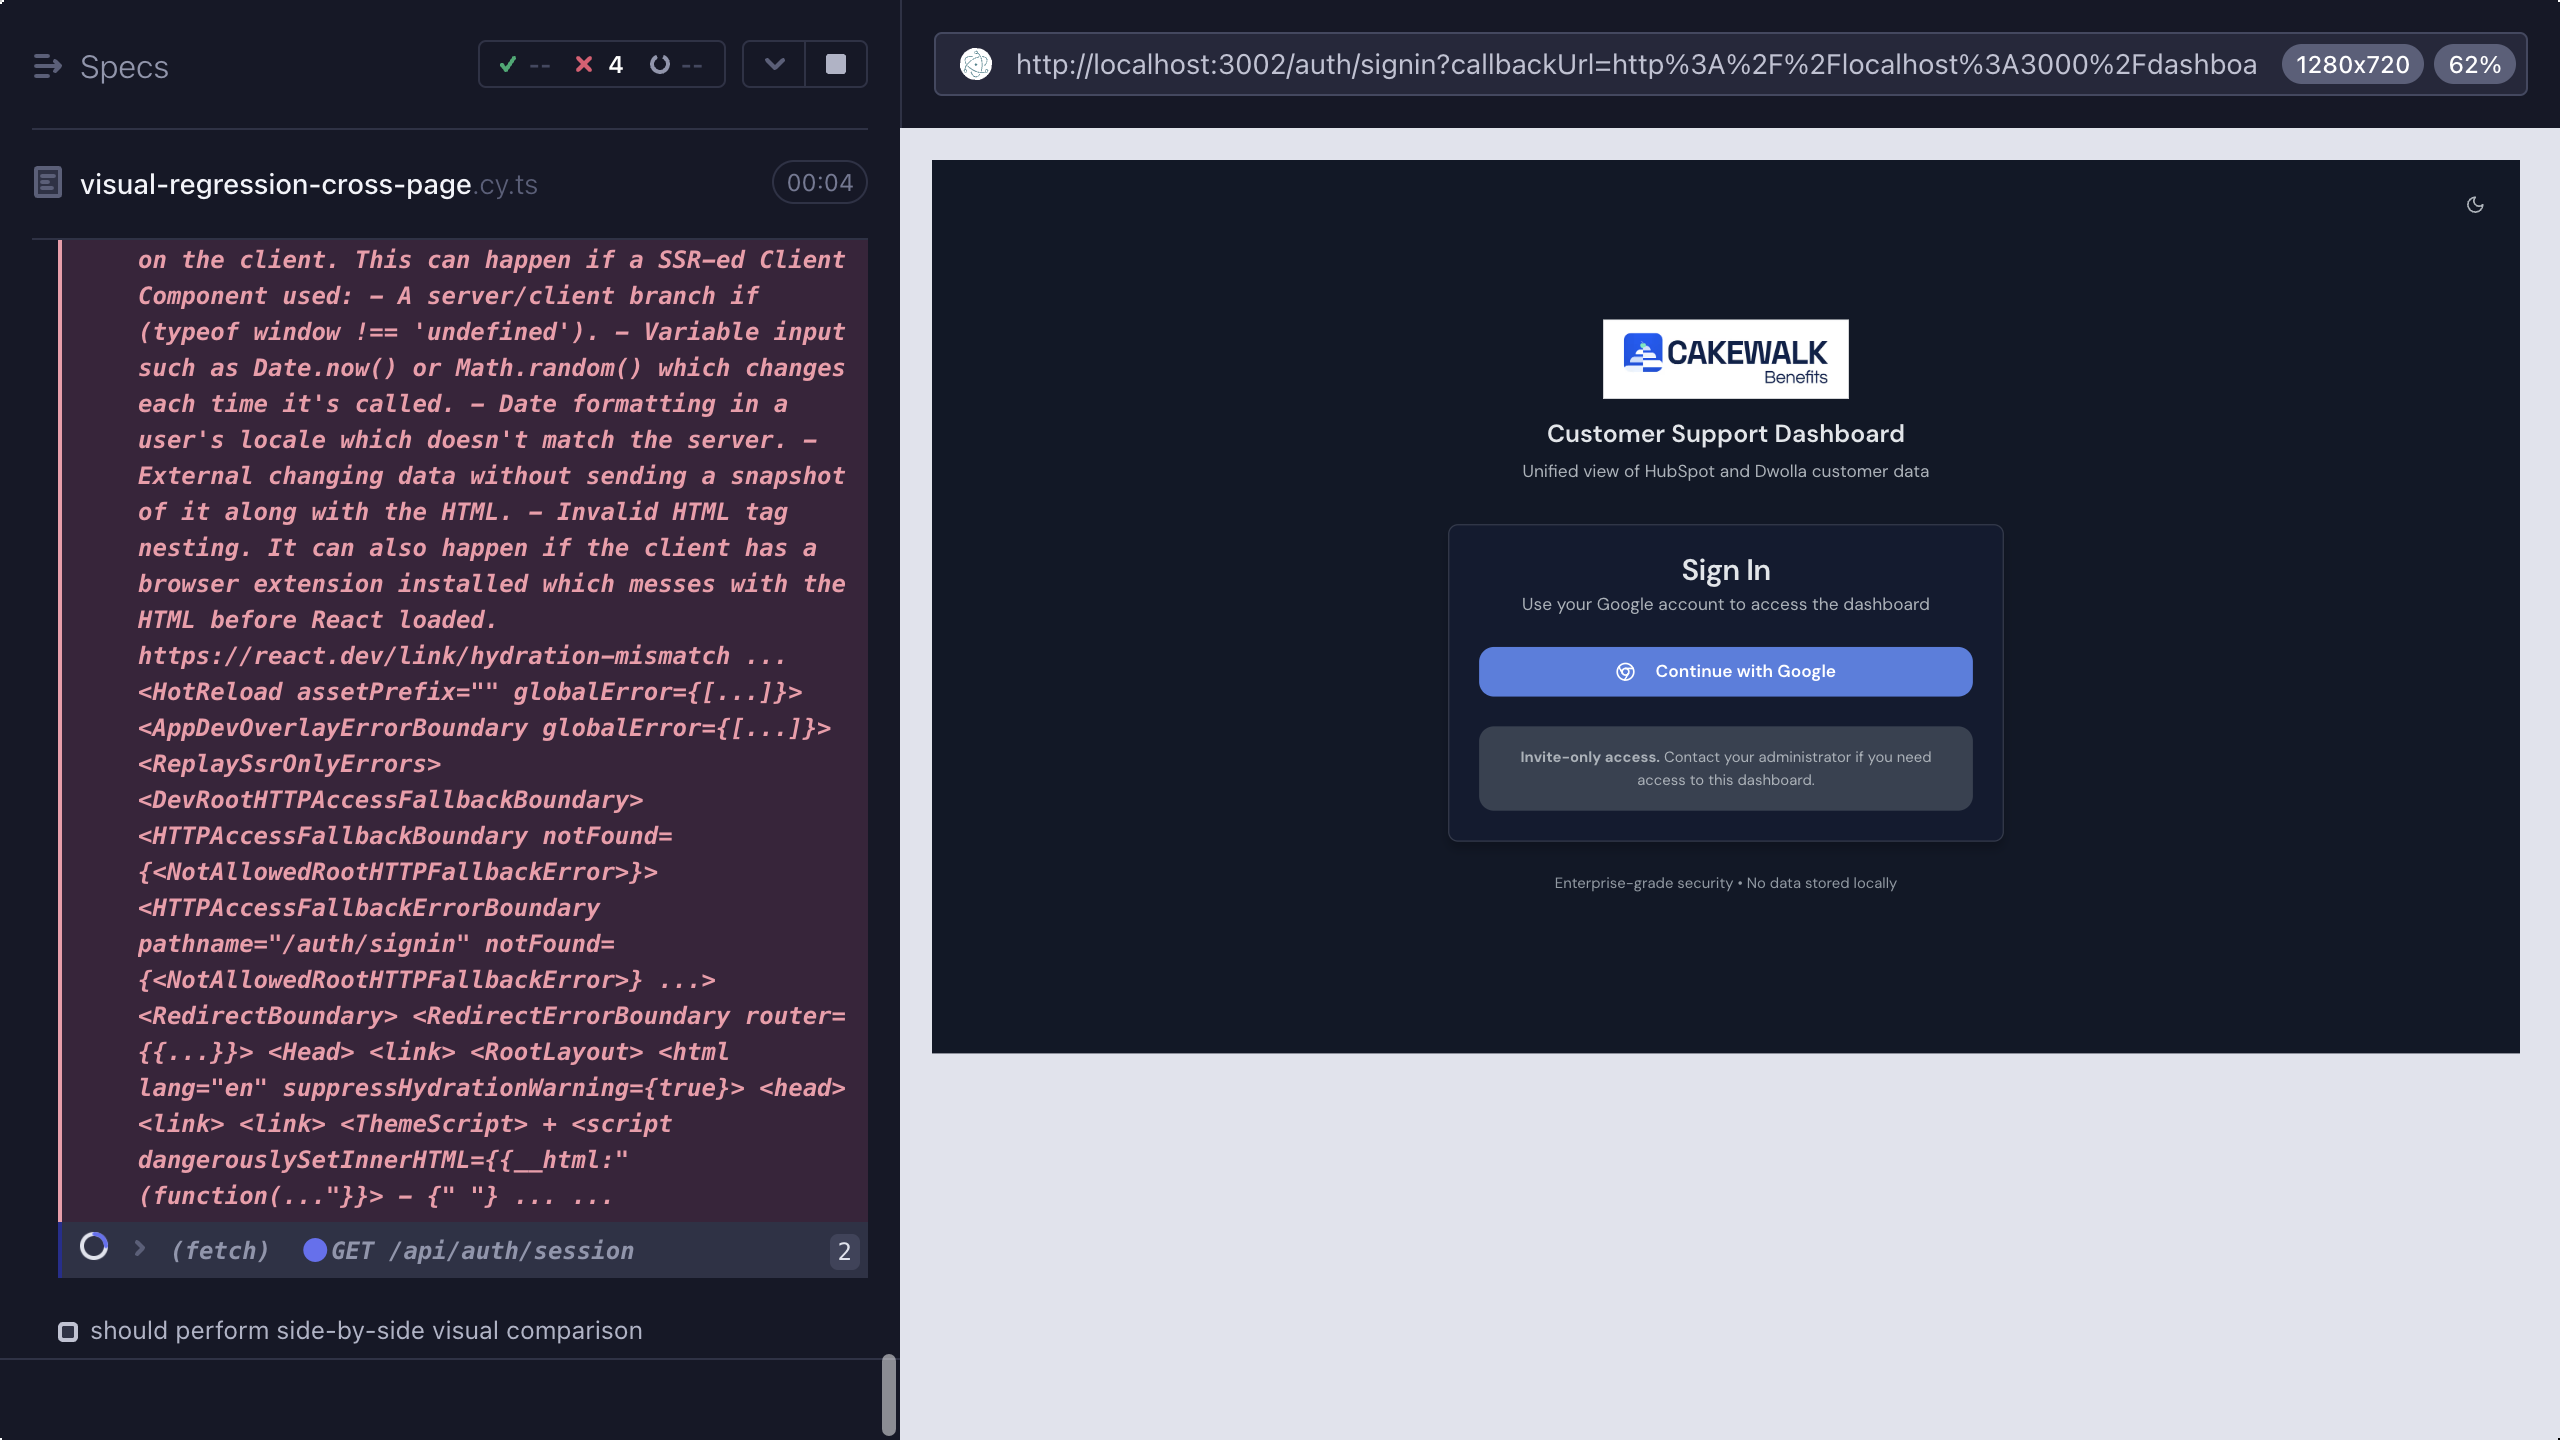 Specs
--
4
--
visual-regression-cross-page.cy.ts
00:04
on the client. This can happen if a SSR-ed Client
Component used: - A server/client branch if
(typeof window !== 'undefined'). - Variable input
such as Date.now() or Math.random() which changes
each time it's called. - Date formatting in a
user's locale which doesn't match the server. -
External changing data without sending a snapshot
of it along with the HTML. - Invalid HTML tag
nesting. It can also happen if the client has a
browser extension installed which messes with the
HTML before React loaded.
https://react.dev/link/hydration-mismatch ...
<HotReload assetPrefix="" globalError={[...]}>
<AppDevOverlayErrorBoundary globalError={[...]}>
<ReplaySsrOnlyErrors>
<DevRootHTTPAccessFallbackBoundary>
<HTTPAccessFallbackBoundary notFound=
{<NotAllowedRootHTTPFallbackError>}>
<HTTPAccessFallbackErrorBoundary
pathname="/auth/signin" notFound=
{<NotAllowedRootHTTPFallbackError>} ...>
<RedirectBoundary> <RedirectErrorBoundary router=
{{...}}> <Head> <link> <RootLayout> <html
lang="en" suppressHydrationWarning={true}> <head>
<link> <link> <ThemeScript> + <script
dangerouslySetInnerHTML={{__html:"
(function(..."}}> - {" "} ... ...
(fetch) GET /api/auth/session 2
should perform side-by-side visual comparison
http://localhost:3002/auth/signin?callbackUrl=http%3A%2F%2Flocalhost%3A3000%2Fdashboa
1280x720
62%
CAKEWALK
Benefits
Customer Support Dashboard
Unified view of HubSpot and Dwolla customer data
Sign In
Use your Google account to access the dashboard
Continue with Google
Invite-only access. Contact your administrator if you need
access to this dashboard.
Enterprise-grade security • No data stored locally